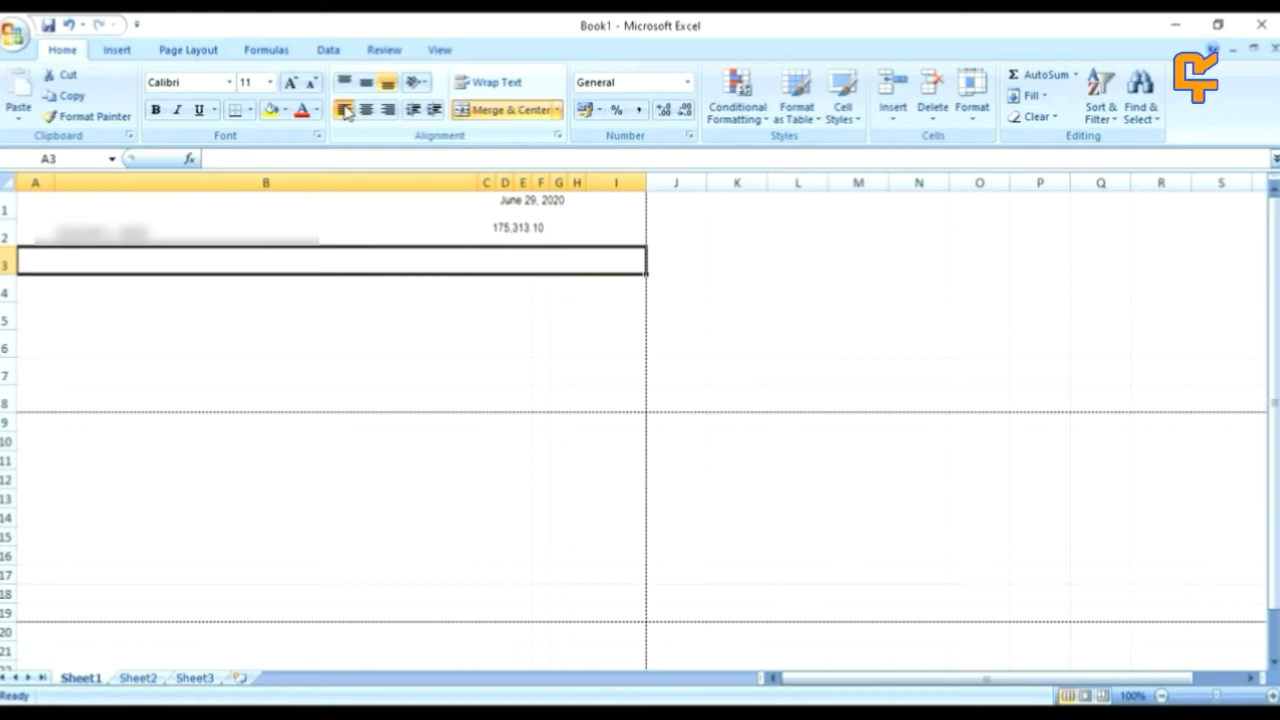 Book1 - Microsoft Excel
Home Insert Page Layout Formulas Data Review View
Paste
Cut
Copy
Format Painter
Clipboard
Calibri 11 A A
B I U A
Font
Wrap Text
Merge & Center
Alignment
General
% ,
Number
Conditional Formatting
Format as Table
Cell Styles
Styles
Insert Delete Format
Cells
Σ AutoSum
Fill
Clear
Sort & Filter
Find & Select
Editing
A3 fx
A B C D E F G H I J K L M N O P Q R S
1 June 29, 2020
2 175,313.10
3
4
5
6
7
8
9
10
11
12
13
14
15
16
17
18
19
20
21
Sheet1 Sheet2 Sheet3
Ready 100%